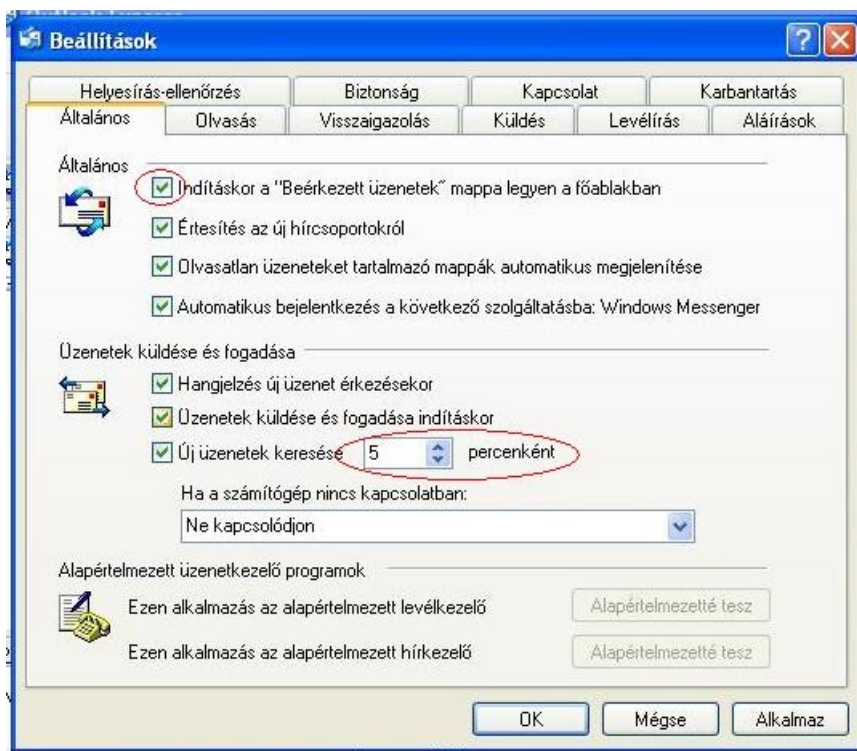 Outlook Express
Beállítások
Helyesírás-ellenőrzés Biztonság Kapcsolat Karbantartás
Általános Olvasás Visszaigazolás Küldés Levélírás Aláírások
Általános
Indításkor a "Beérkezett üzenetek" mappa legyen a főablakban
Értesítés az új hírcsoportokról
Olvasatlan üzeneteket tartalmazó mappák automatikus megjelenítése
Automatikus bejelentkezés a következő szolgáltatásba: Windows Messenger
Üzenetek küldése és fogadása
Hangjelzés új üzenet érkezésekor
Üzenetek küldése és fogadása indításkor
Új üzenetek keresése 5 percenként
Ha a számítógép nincs kapcsolatban:
Ne kapcsolódjon
Alapértelmezett üzenetkezelő programok
Ezen alkalmazás az alapértelmezett levélkezelő Alapértelmezetté tesz
Ezen alkalmazás az alapértelmezett hírkezelő Alapértelmezetté tesz
OK Mégse Alkalmaz